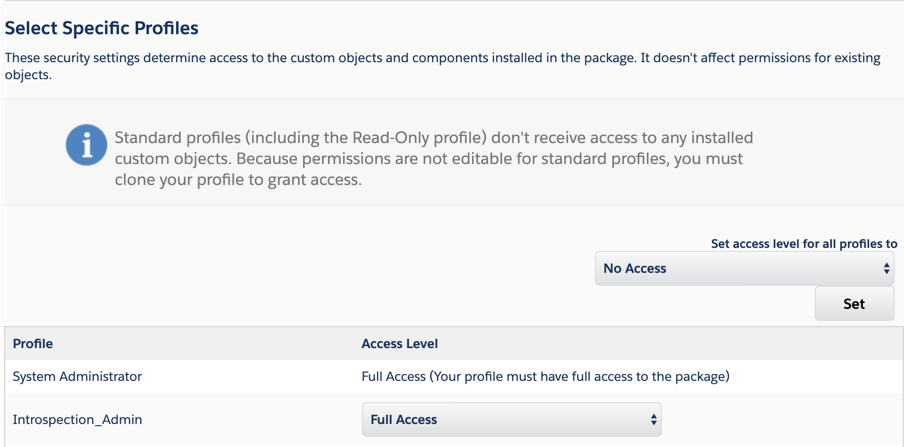 Select Specific Profiles
These security settings determine access to the custom objects and components installed in the package. It doesn't affect permissions for existing
objects.
Standard profiles (including the Read-Only profile) don't receive access to any installed
custom objects. Because permissions are not editable for standard profiles, you must
clone your profile to grant access.
Set access level for all profiles to
No Access
Set
Profile Access Level
System Administrator Full Access (Your profile must have full access to the package)
Introspection_Admin Full Access